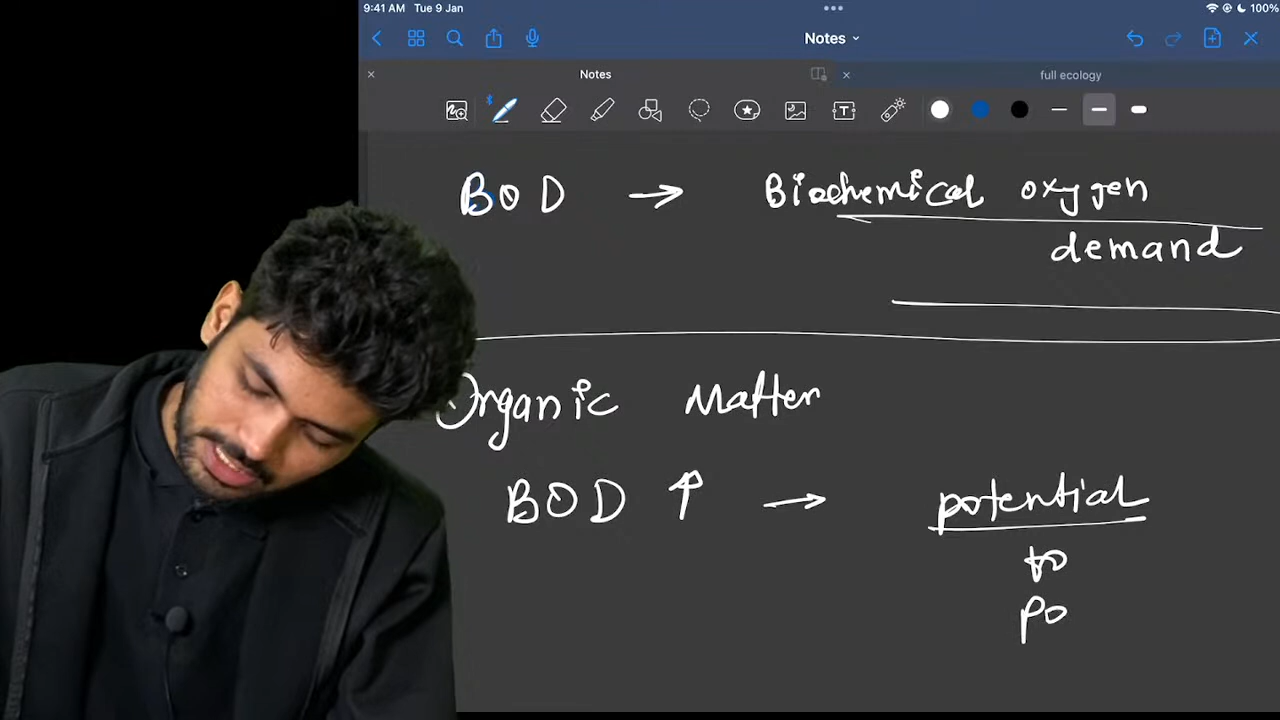 9:41 AM Tue 9 Jan
100%
Notes
Notes
full ecology
T
BOD → Biochemical oxygen
demand
Organic Matter
BOD ↑ → potential
to
po